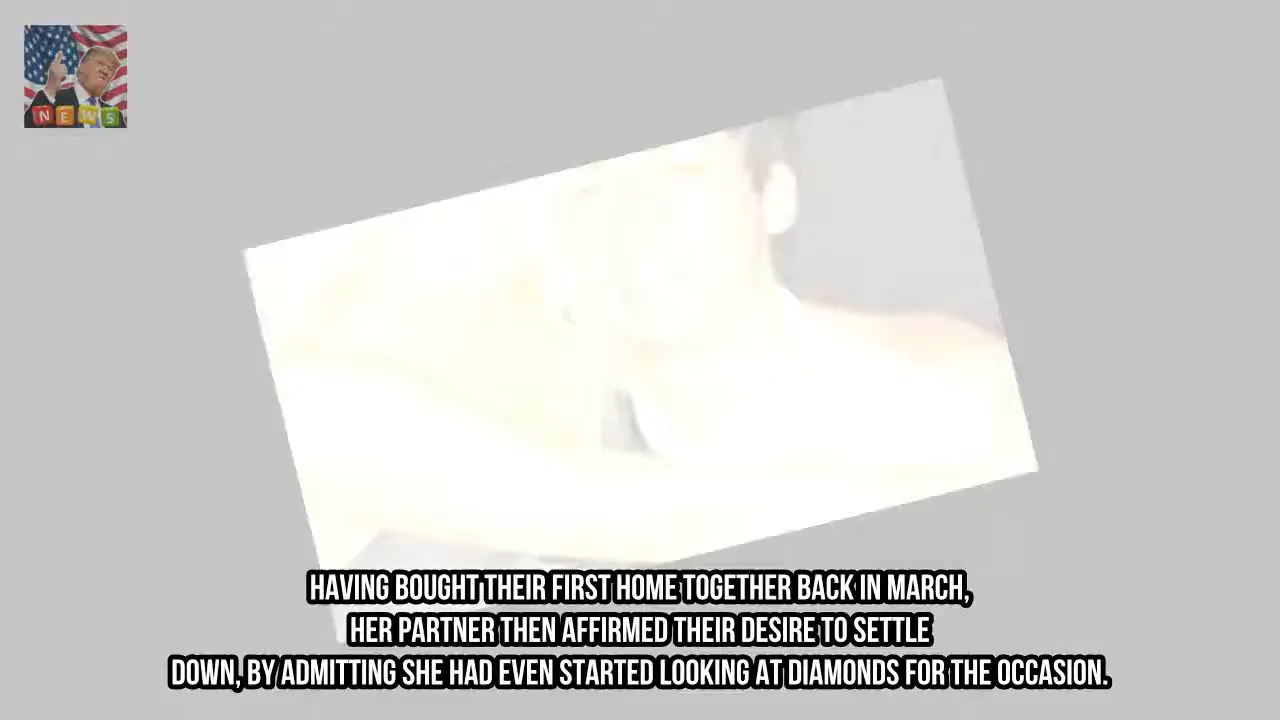 NEWS
HAVING BOUGHT THEIR FIRST HOME TOGETHER BACK IN MARCH,
HER PARTNER THEN AFFIRMED THEIR DESIRE TO SETTLE
DOWN, BY ADMITTING SHE HAD EVEN STARTED LOOKING AT DIAMONDS FOR THE OCCASION.